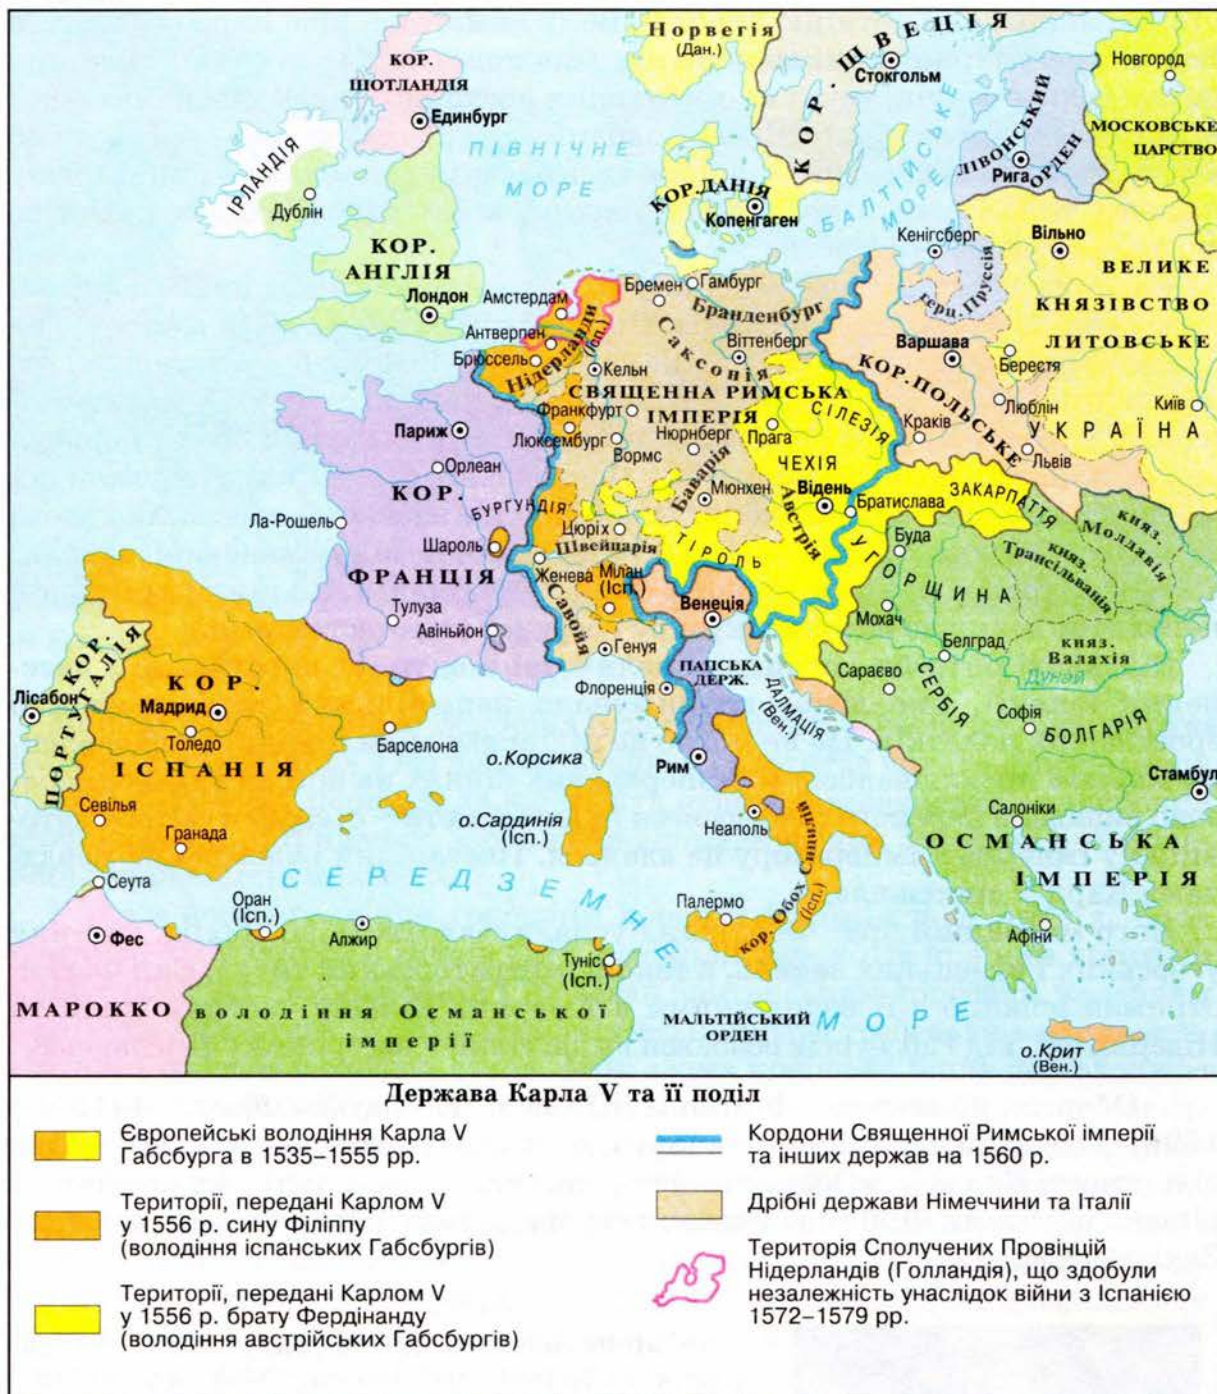 Норвегія
(Дан.)
КОР. ШВЕЦІЯ
Стокгольм
Новгород
КОР.
ШОТЛАНДІЯ
Единбург
ПІВНІЧНЕ
МОРЕ
БАЛТІЙСЬКЕ
МОРЕ
ЛІВОНСЬКИЙ
ОРДЕН
Рига
МОСКОВСЬКЕ
ЦАРСТВО
ІРЛАНДІЯ
Дублін
КОР. ДАНІЯ
Копенгаген
Кенігсберг
герц. Пруссія
Вільно
ВЕЛИКЕ
КНЯЗІВСТВО
ЛИТОВСЬКЕ
КОР.
АНГЛІЯ
Лондон
Амстердам
Антверпен
Брюссель
Нідерланди
(Ісп.)
Бремен
Гамбург
Бранденбург
Саксонія
Віттенберг
Кельн
СВЯЩЕННА РИМСЬКА
ІМПЕРІЯ
Варшава
КОР. ПОЛЬСЬКЕ
Берестя
Люблін
Київ
УКРАЇНА
Краків
Львів
Франкфурт
Люксембург
Вормс
Нюрнберг
Прага
СІЛЕЗІЯ
ЧЕХІЯ
Париж
Орлеан
КОР.
ФРАНЦІЯ
БУРГУНДІЯ
Ла-Рошель
Шароль
Баварія
Мюнхен
Відень
Австрія
Братислава
ЗАКАРПАТТЯ
Цюріх
Швейцарія
Женева
ТІРОЛЬ
Мілан
(Ісп.)
Венеція
УГОРЩИНА
Буда
Мохач
княз.
Трансільванія
княз.
Молдавія
Савойя
Тулуза
Авіньйон
Генуя
Флоренція
ПАПСЬКА
ДЕРЖ.
ДАЛМАЦІЯ
(Вен.)
Сараєво
Белград
СЕРБІЯ
княз.
Валахія
Дунай
Софія
БОЛГАРІЯ
Стамбул
КОР.
ПОРТУГАЛІЯ
Лісабон
КОР.
Мадрид
Толедо
ІСПАНІЯ
Барселона
Севілья
Гранада
о.Корсика
о.Сардинія
(Ісп.)
Рим
Неаполь
кор. Обох Сицилій
(Ісп.)
Палермо
Салоніки
ОСМАНСЬКА
ІМПЕРІЯ
Афіни
СЕРЕДЗЕМНЕ
МОРЕ
Сеута
Оран
(Ісп.)
Алжир
Туніс
(Ісп.)
Фес
МАРОККО
володіння Османської
імперії
МАЛЬТІЙСЬКИЙ
ОРДЕН
о.Крит
(Вен.)
Держава Карла V та її поділ
Європейські володіння Карла V
Габсбурга в 1535–1555 рр.
Території, передані Карлом V
у 1556 р. сину Філіппу
(володіння іспанських Габсбургів)
Території, передані Карлом V
у 1556 р. брату Фердінанду
(володіння австрійських Габсбургів)
Кордони Священної Римської імперії
та інших держав на 1560 р.
Дрібні держави Німеччини та Італії
Територія Сполучених Провінцій
Нідерландів (Голландія), що здобули
незалежність унаслідок війни з Іспанією
1572–1579 рр.